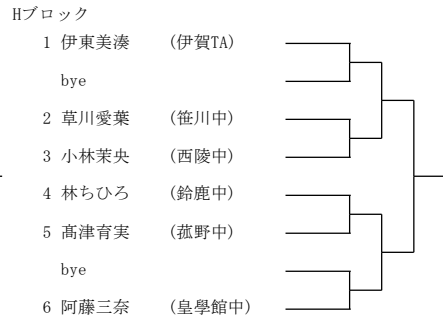 Hブロック
1 伊東美湊 (伊賀TA)
bye
2 草川愛葉 (笹川中)
3 小林茉央 (西陵中)
4 林ちひろ (鈴鹿中)
5 髙津育実 (菰野中)
bye
6 阿藤三奈 (皇學館中)